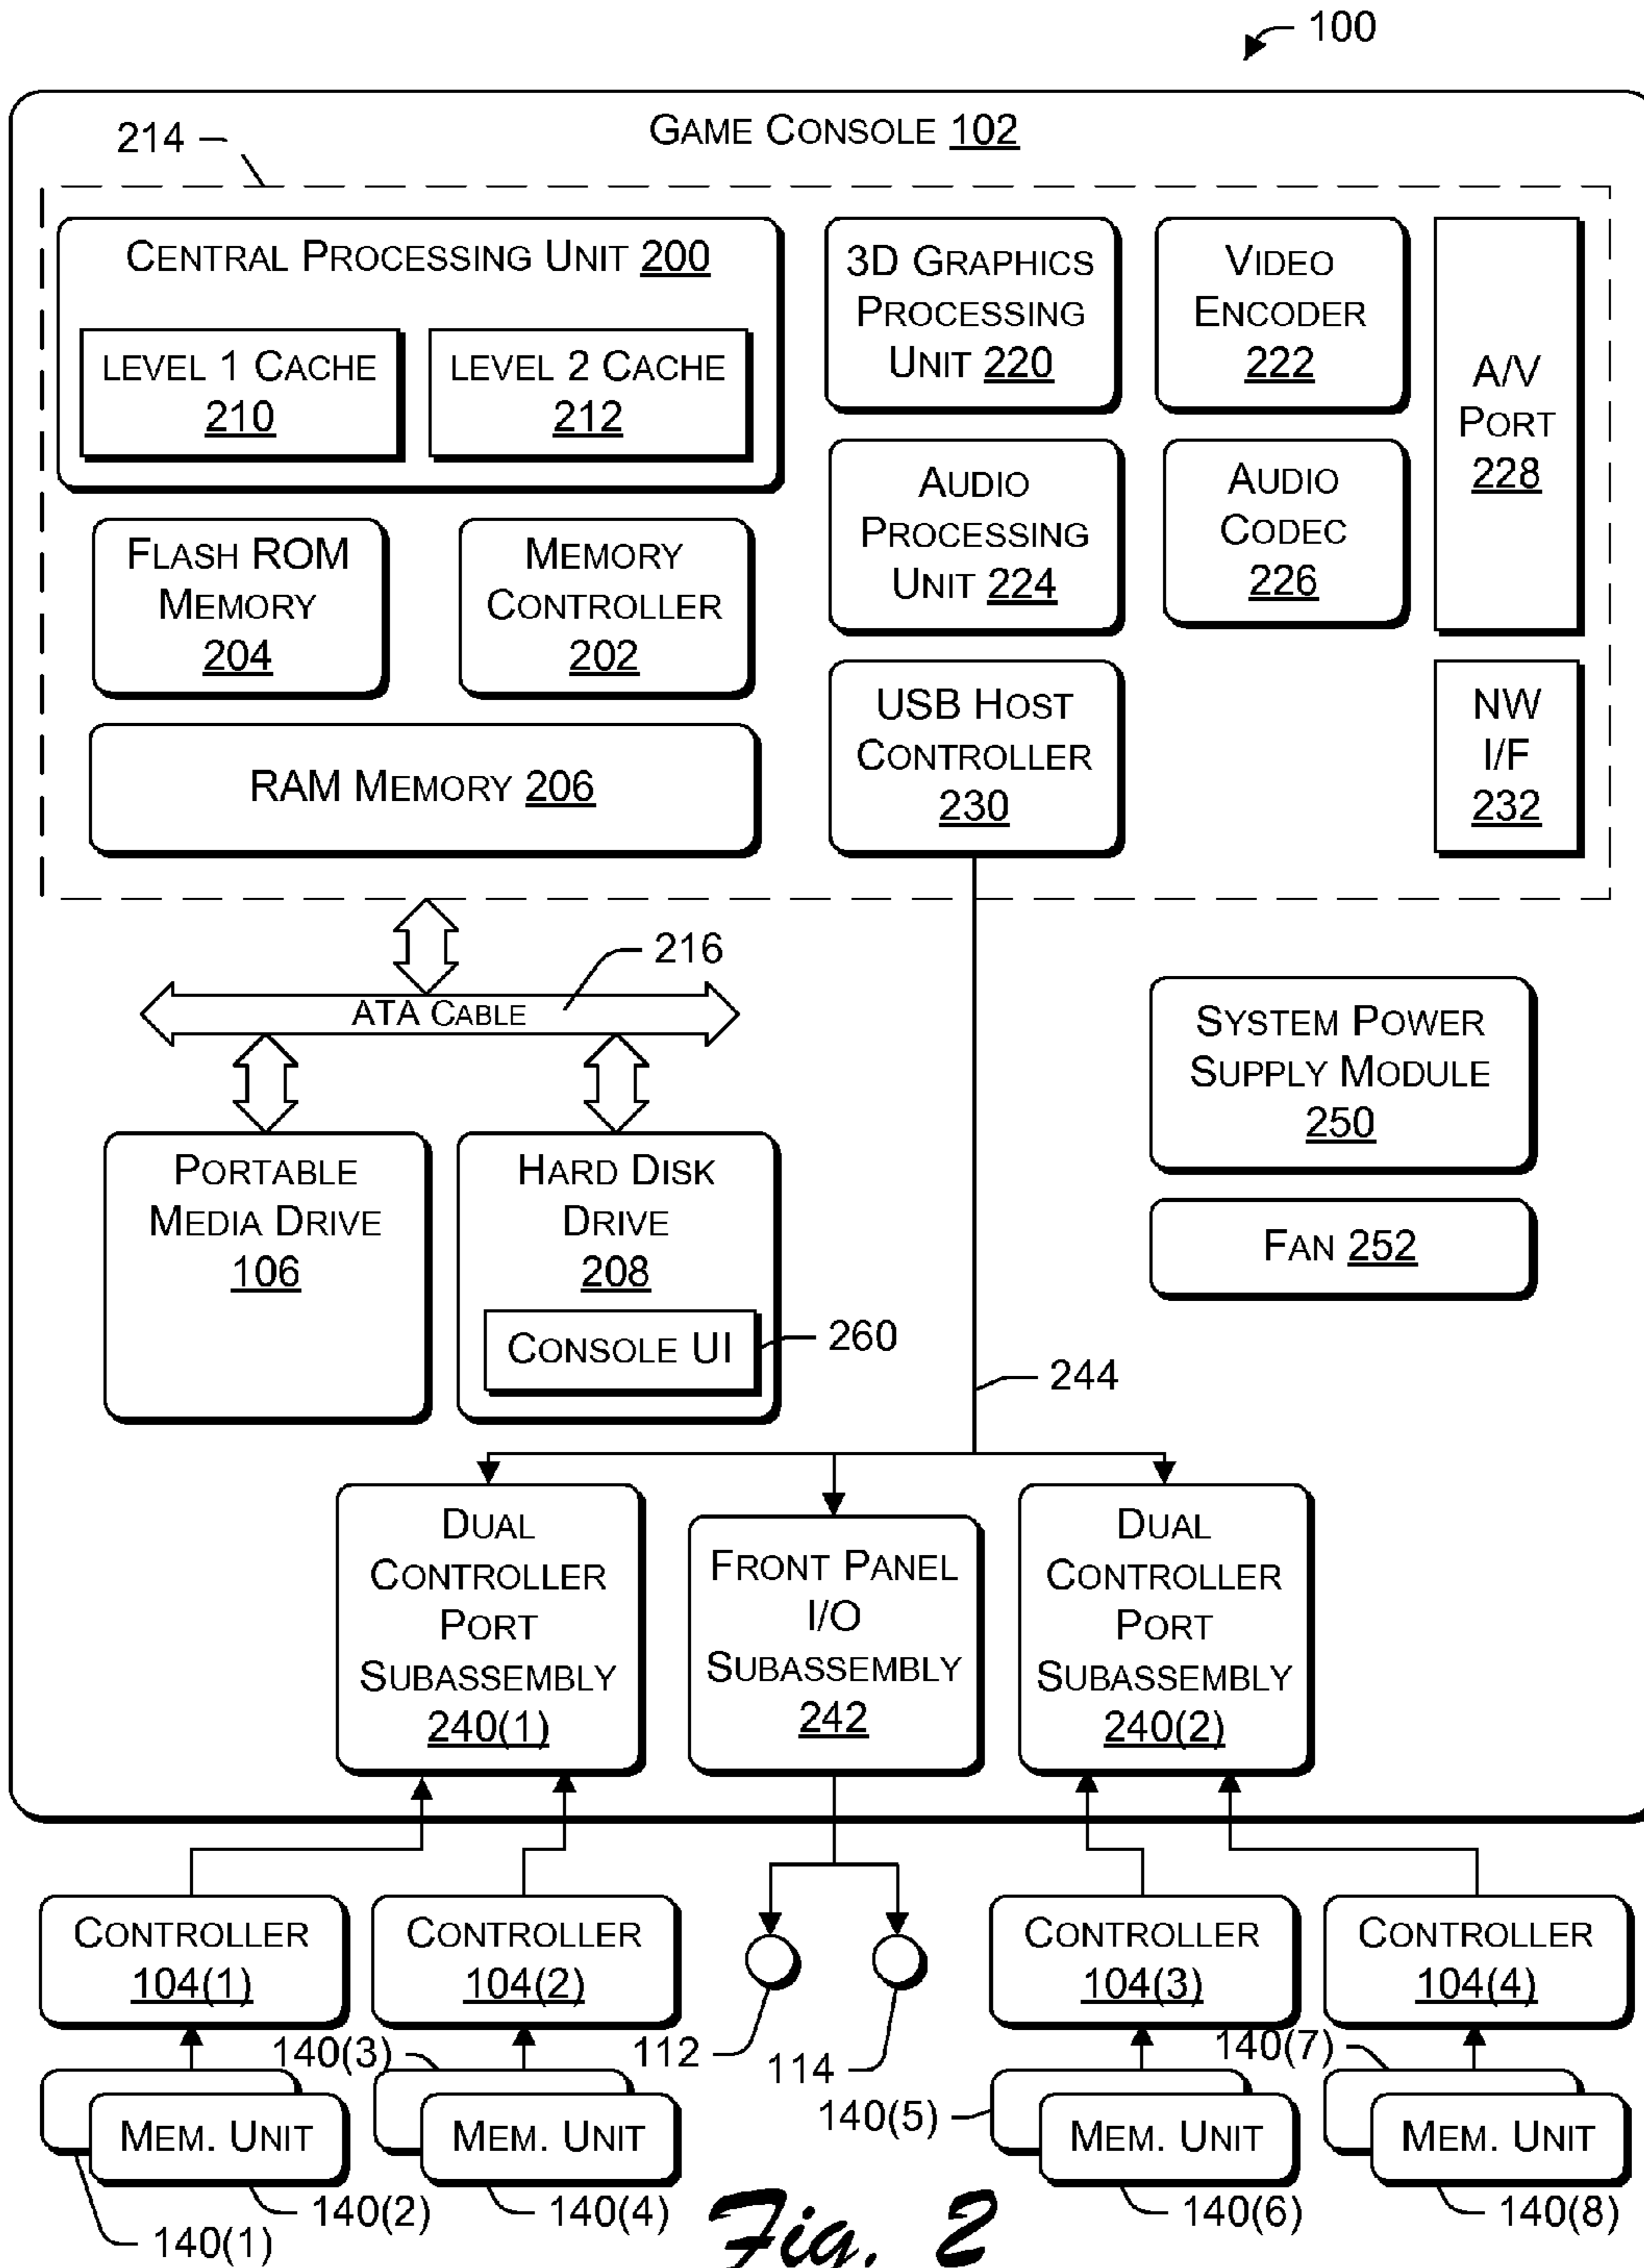 100
GAME CONSOLE 102
214
CENTRAL PROCESSING UNIT 200
LEVEL 1 CACHE
210
LEVEL 2 CACHE
212
3D GRAPHICS
PROCESSING
UNIT 220
VIDEO
ENCODER
222
A/V
PORT
228
FLASH ROM
MEMORY
204
MEMORY
CONTROLLER
202
AUDIO
PROCESSING
UNIT 224
AUDIO
CODEC
226
RAM MEMORY 206
USB HOST
CONTROLLER
230
NW
I/F
232
216
ATA CABLE
SYSTEM POWER
SUPPLY MODULE
250
PORTABLE
MEDIA DRIVE
106
HARD DISK
DRIVE
208
CONSOLE UI
260
FAN 252
244
DUAL
CONTROLLER
PORT
SUBASSEMBLY
240(1)
FRONT PANEL
I/O
SUBASSEMBLY
242
DUAL
CONTROLLER
PORT
SUBASSEMBLY
240(2)
CONTROLLER
104(1)
CONTROLLER
104(2)
CONTROLLER
104(3)
CONTROLLER
104(4)
140(3)
112
114
140(7)
140(5)
MEM. UNIT
MEM. UNIT
MEM. UNIT
MEM. UNIT
140(1)
140(2)
140(4)
140(6)
140(8)
Fig. 2